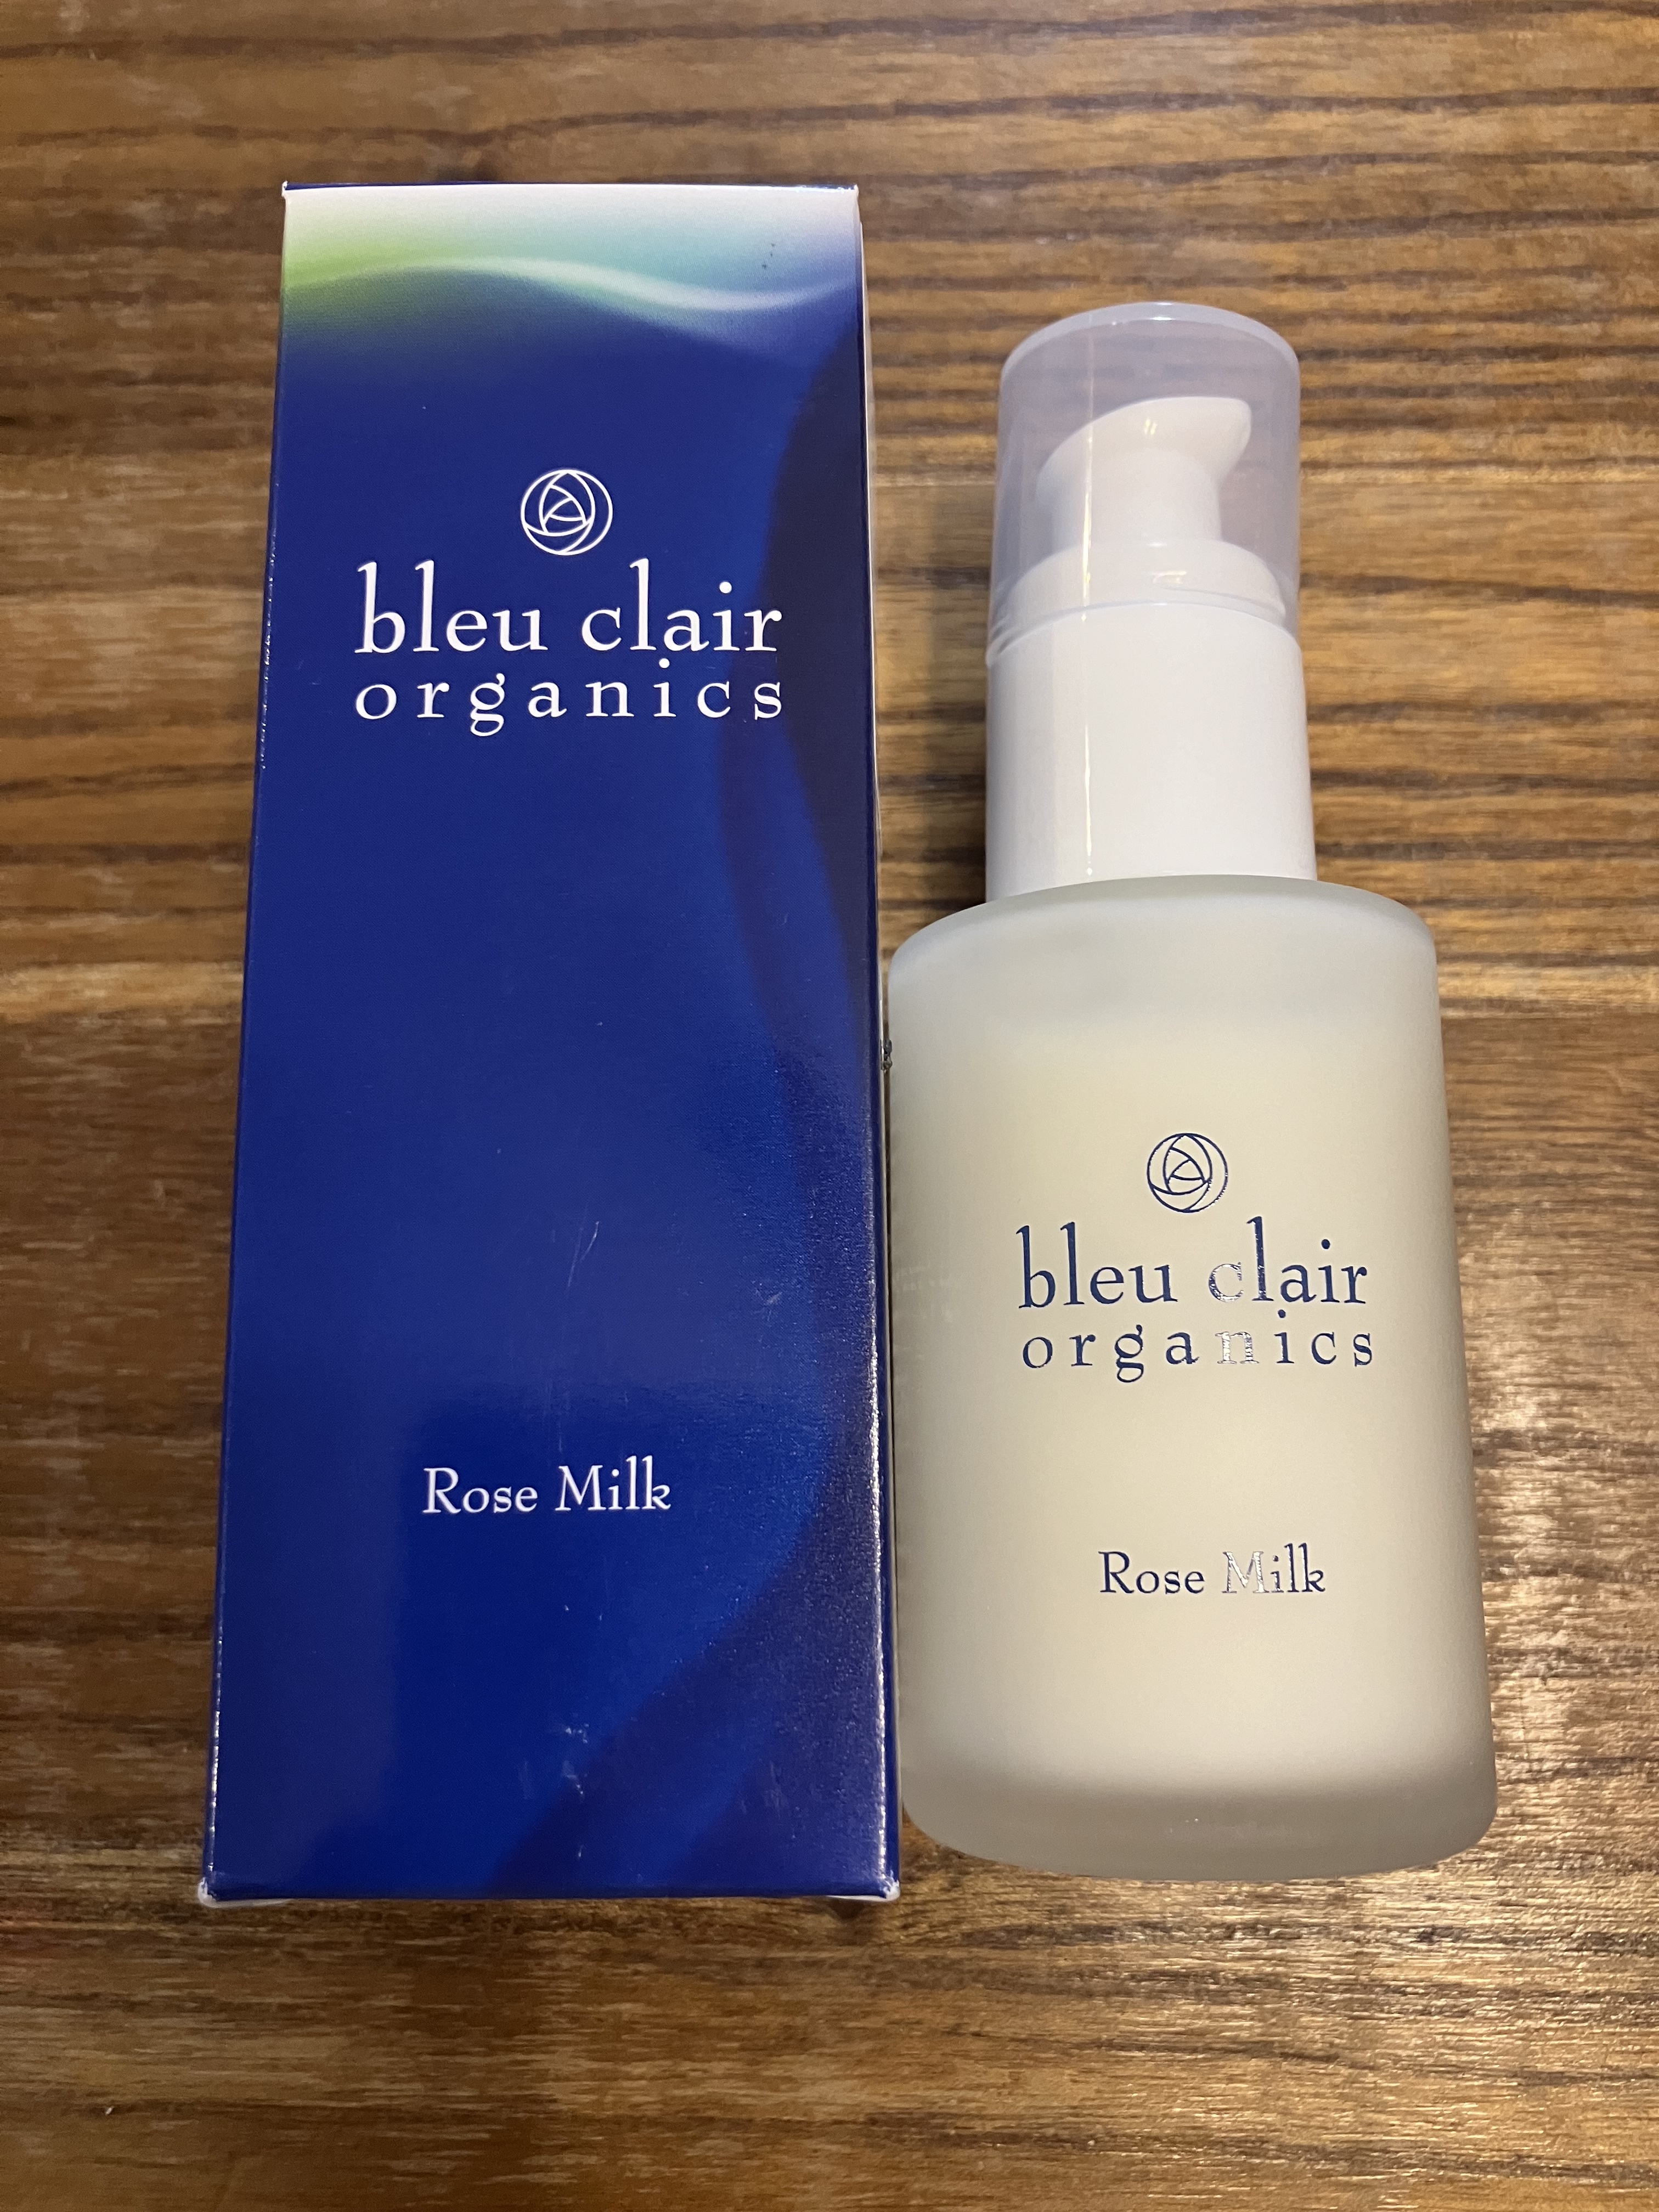 bleu clair
organics
Rose Milk
bleu clair
organics
Rose Milk